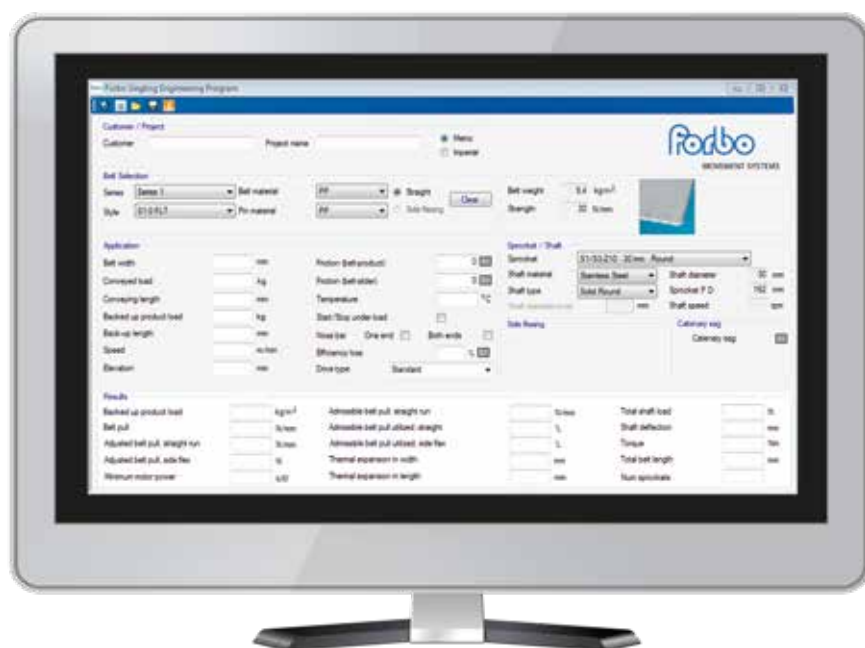 Forbo Siegling Engineering Program
Customer / Project
Customer Project name Metric
Imperial
Forbo
MOVEMENT SYSTEMS
Belt Selection
Series Series 1 Belt material PP Straight Clear Belt weight 9,4 kg/m²
Style S1-0 FLT Pin material PP Side flexing Strength 30 N/mm
Application Sprocket / Shaft
Belt width mm Friction (belt-product) 0 Sprocket
Conveyed load kg Friction (belt-slider) 0 Shaft material Stainless Steel Shaft diameter 30 mm
Conveying length mm Temperature °C Shaft type Solid Round Sprocket P D mm
Backed up product load kg Start/Stop under load mm Shaft speed rpm
Back-up length mm Nose bar One end Both ends Side flexing Catenary sag
Speed m/min Efficiency loss % Catenary sag
Elevation mm Drive type Standard
Results
Backed up product load kg/m² Admissible belt pull, straight run N/mm Total shaft load N
Belt pull N/mm Admissible belt pull utilized, straight % Shaft deflection mm
Adjusted belt pull, straight run N/mm Admissible belt pull utilized, side flex % Torque Nm
Adjusted belt pull, side flex N Thermal expansion in width mm Total belt length mm
Minimum motor power kW Thermal expansion in length mm Num sprockets